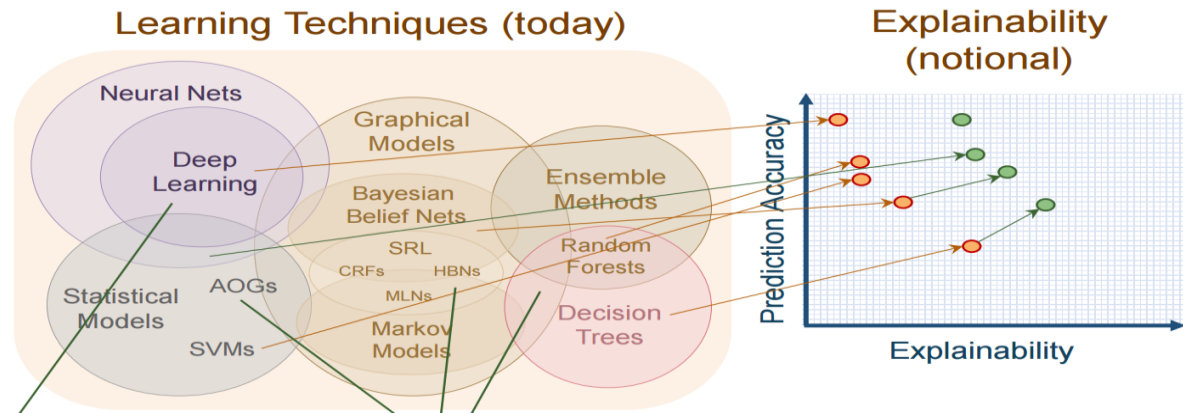 Learning Techniques (today)
Neural Nets
Deep
Learning
Graphical
Models
Bayesian
Belief Nets
SRL
CRFs
HBNs
MLNs
Markov
Models
Ensemble
Methods
Random
Forests
Decision
Trees
Statistical
Models
AOGs
SVMs
Explainability
(notional)
Prediction Accuracy
Explainability